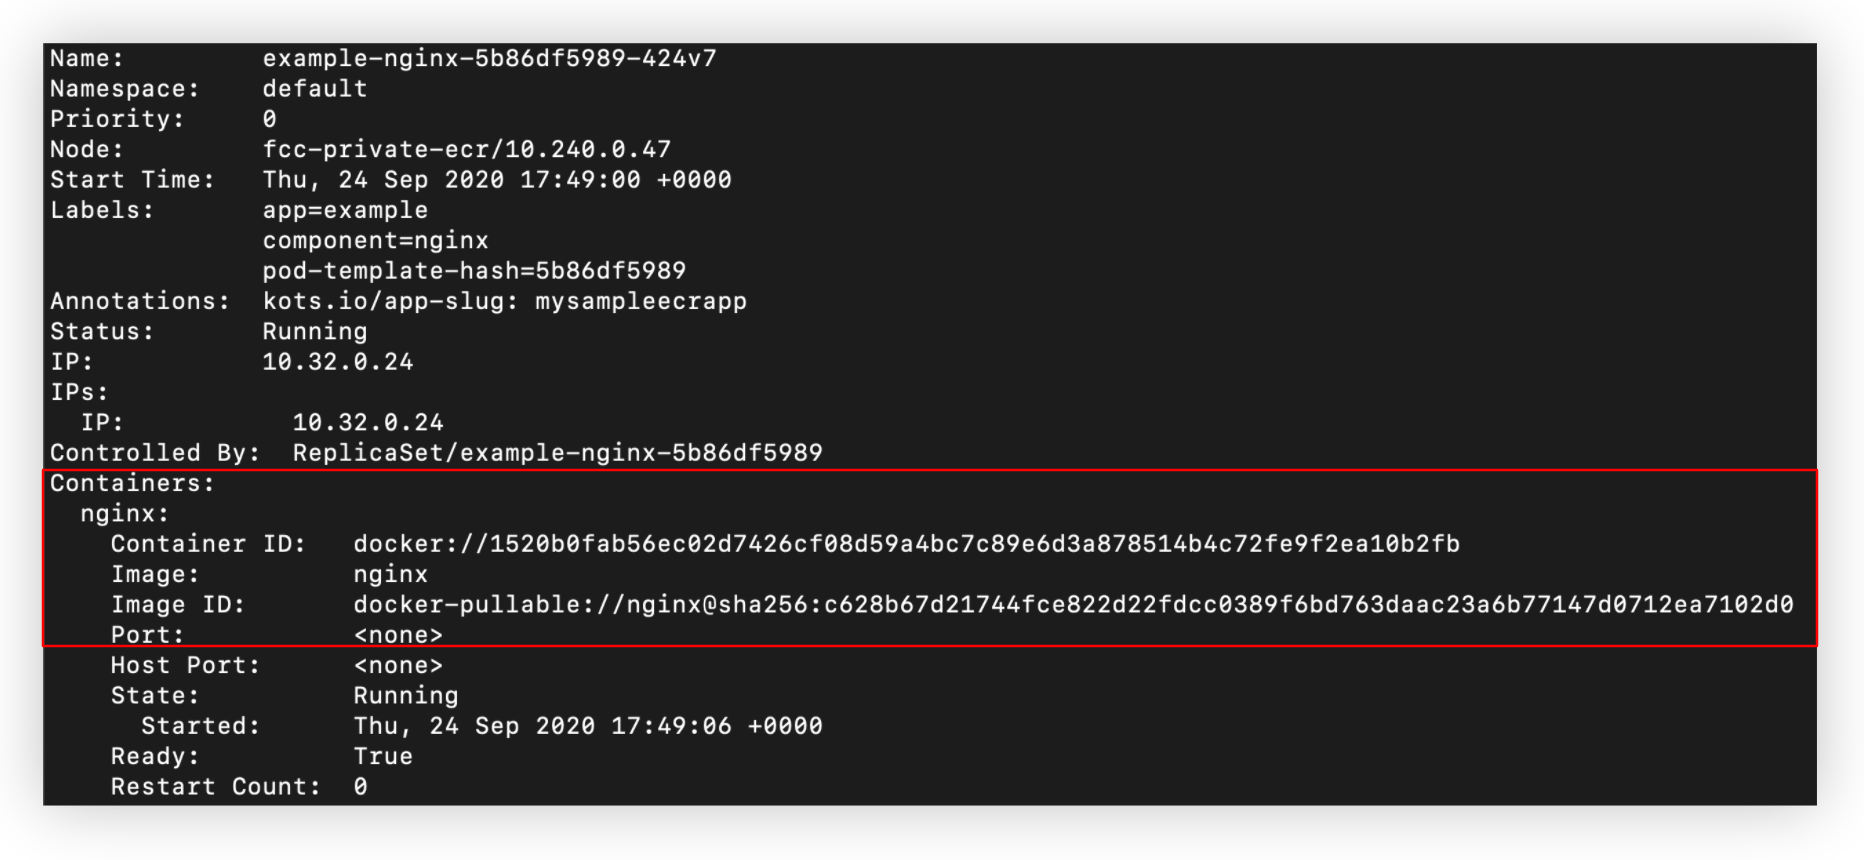 Name:         example-nginx-5b86df5989-424v7
Namespace:    default
Priority:     0
Node:         fcc-private-ecr/10.240.0.47
Start Time:   Thu, 24 Sep 2020 17:49:00 +0000
Labels:       app=example
              component=nginx
              pod-template-hash=5b86df5989
Annotations:  kots.io/app-slug: mysampleecrapp
Status:       Running
IP:           10.32.0.24
IPs:
  IP:           10.32.0.24
Controlled By:  ReplicaSet/example-nginx-5b86df5989
Containers:
  nginx:
    Container ID:   docker://1520b0fab56ec02d7426cf08d59a4bc7c89e6d3a878514b4c72fe9f2ea10b2fb
    Image:          nginx
    Image ID:       docker-pullable://nginx@sha256:c628b67d21744fce822d22fdcc0389f6bd763daac23a6b77147d0712ea7102d0
    Port:           <none>
    Host Port:      <none>
    State:          Running
      Started:      Thu, 24 Sep 2020 17:49:06 +0000
    Ready:          True
    Restart Count:  0